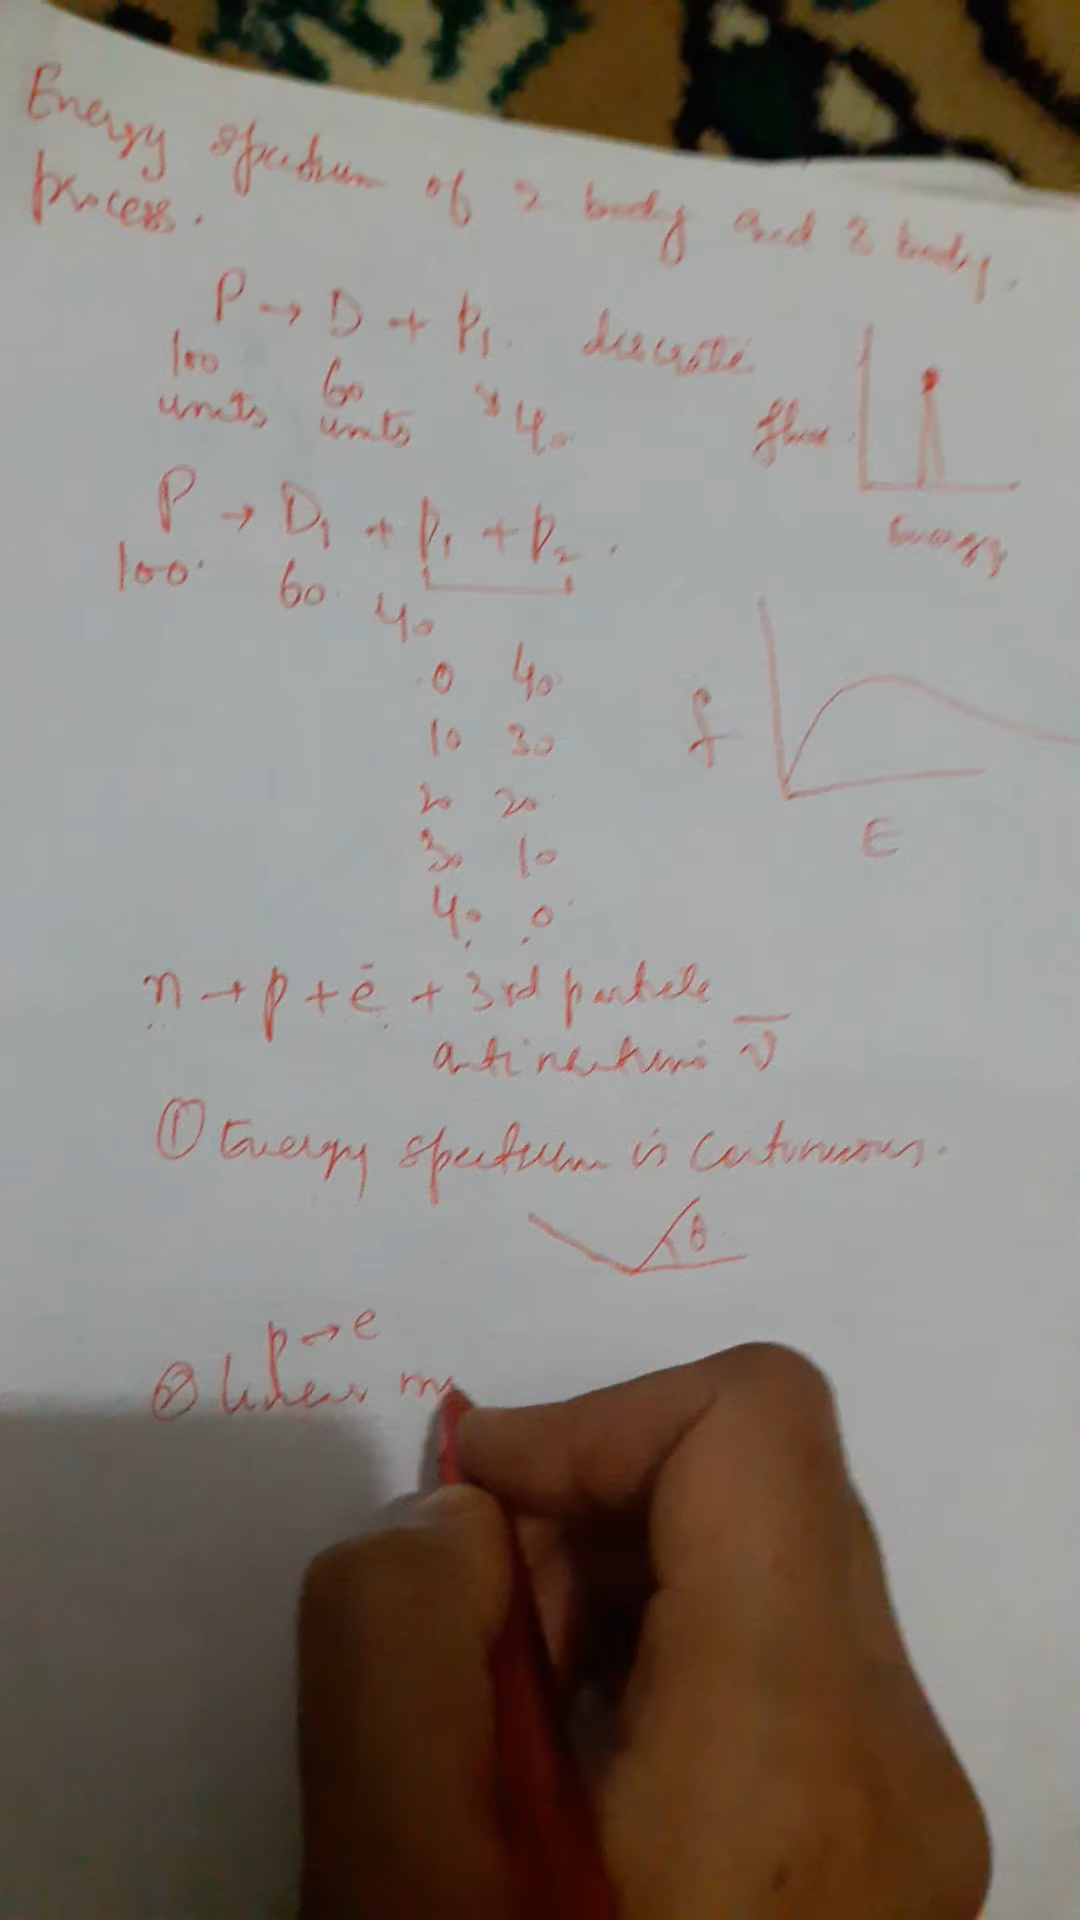 Energy spectrum of 2 body and 3 body
process.
P → D + P₁. discrete
100 units 60 units 40
flux
Energy
P → D₁ + P₁ + P₂.
100 60 40
0 40
10 30
20 20
30 10
40 0
f
E
n → p + ē + 3rd particle
antineutrino ν̄
① Energy spectrum is continuous.
θ
p → e
② linear m